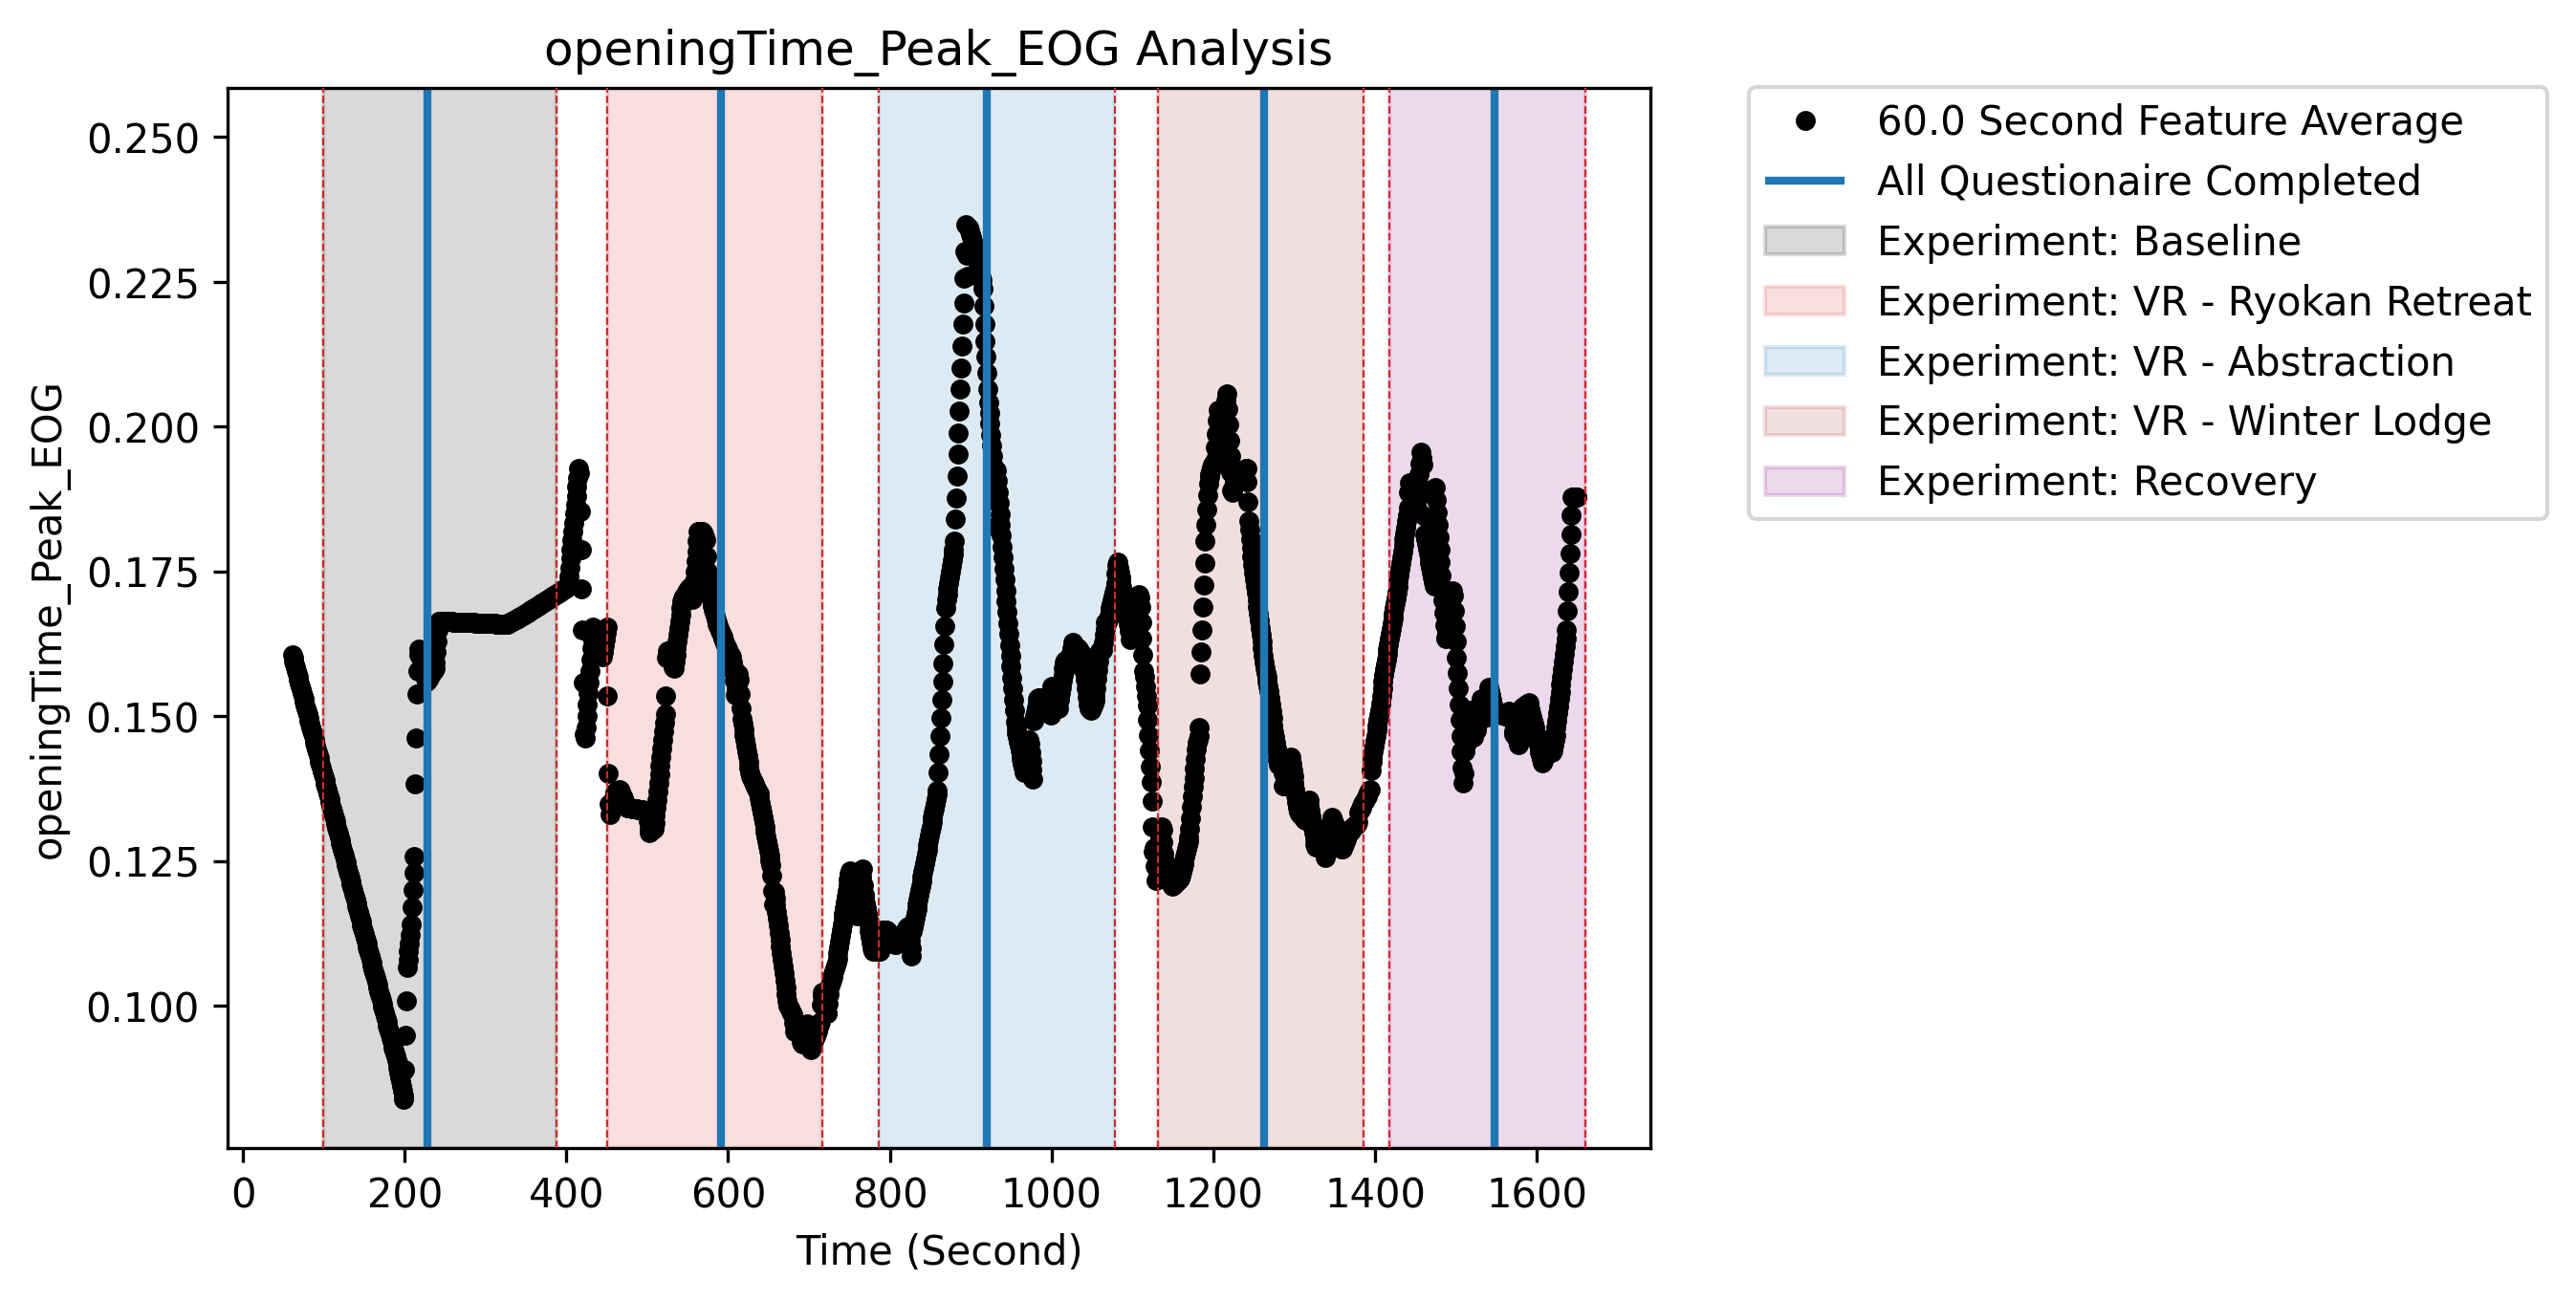 openingTime_Peak_EOG Analysis
openingTime_Peak_EOG
0.250
0.225
0.200
0.175
0.150
0.125
0.100
0 200 400 600 800 1000 1200 1400 1600
Time (Second)
60.0 Second Feature Average
All Questionaire Completed
Experiment: Baseline
Experiment: VR - Ryokan Retreat
Experiment: VR - Abstraction
Experiment: VR - Winter Lodge
Experiment: Recovery